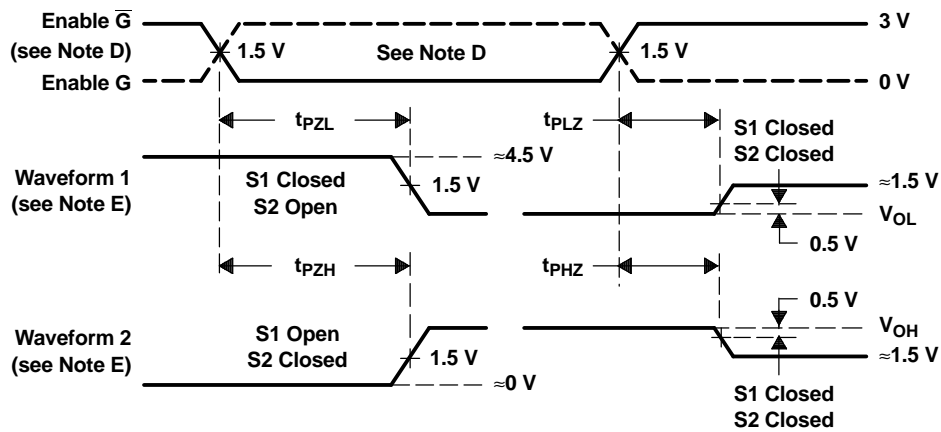 Enable G̅ 3 V
(see Note D) 1.5 V See Note D 1.5 V
Enable G 0 V
tPZL tPLZ S1 Closed
S2 Closed
≈4.5 V
Waveform 1 S1 Closed 1.5 V ≈1.5 V
(see Note E) S2 Open VOL
0.5 V
tPZH tPHZ
0.5 V
Waveform 2 S1 Open VOH
(see Note E) S2 Closed 1.5 V ≈1.5 V
≈0 V
S1 Closed
S2 Closed